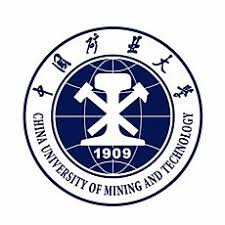 中国矿业大学
1909
CHINA UNIVERSITY OF MINING AND TECHNOLOGY